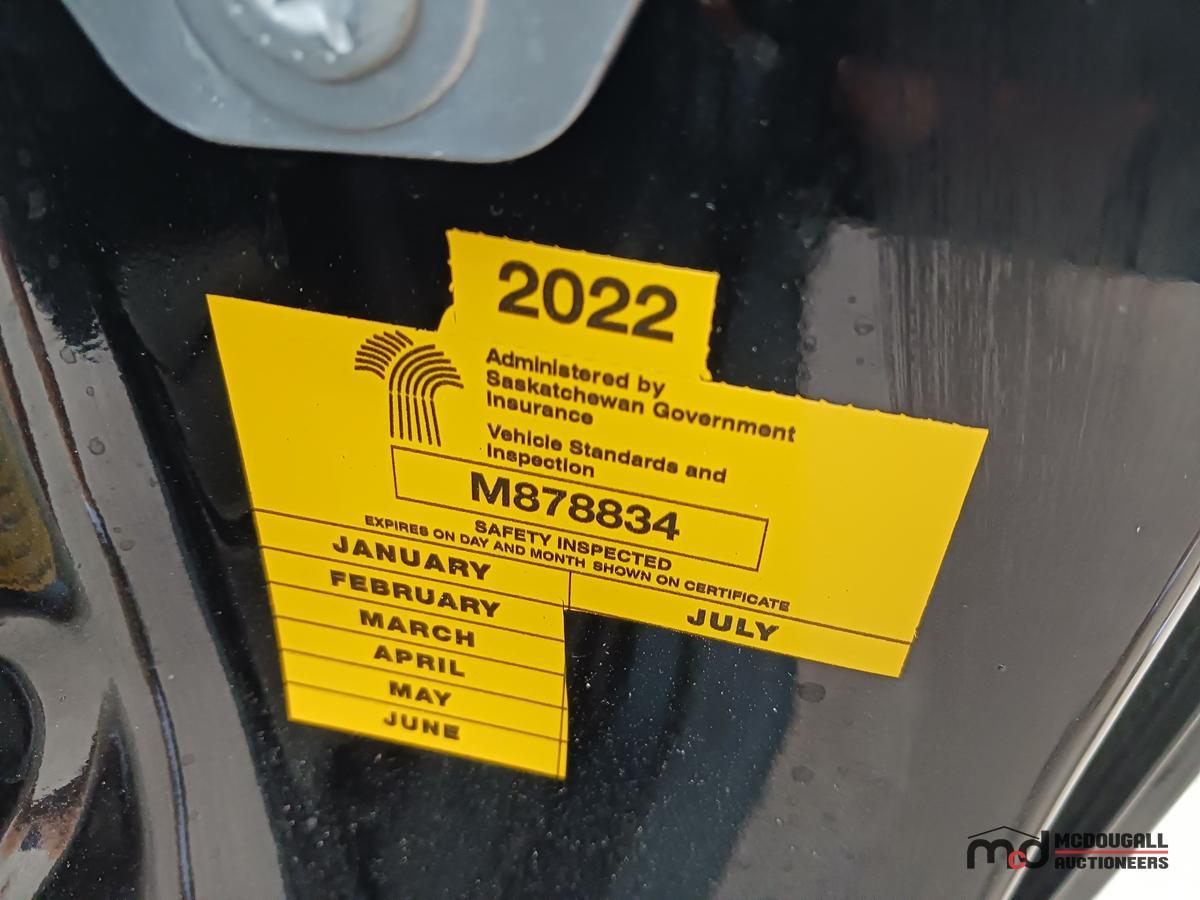 2022
Administered by
Saskatchewan Government
Insurance
Vehicle Standards and
Inspection
M878834
SAFETY INSPECTED
EXPIRES ON DAY AND MONTH SHOWN ON CERTIFICATE
JANUARY
FEBRUARY
MARCH
APRIL
MAY
JUNE
JULY
mcd MCDOUGALL
AUCTIONEERS